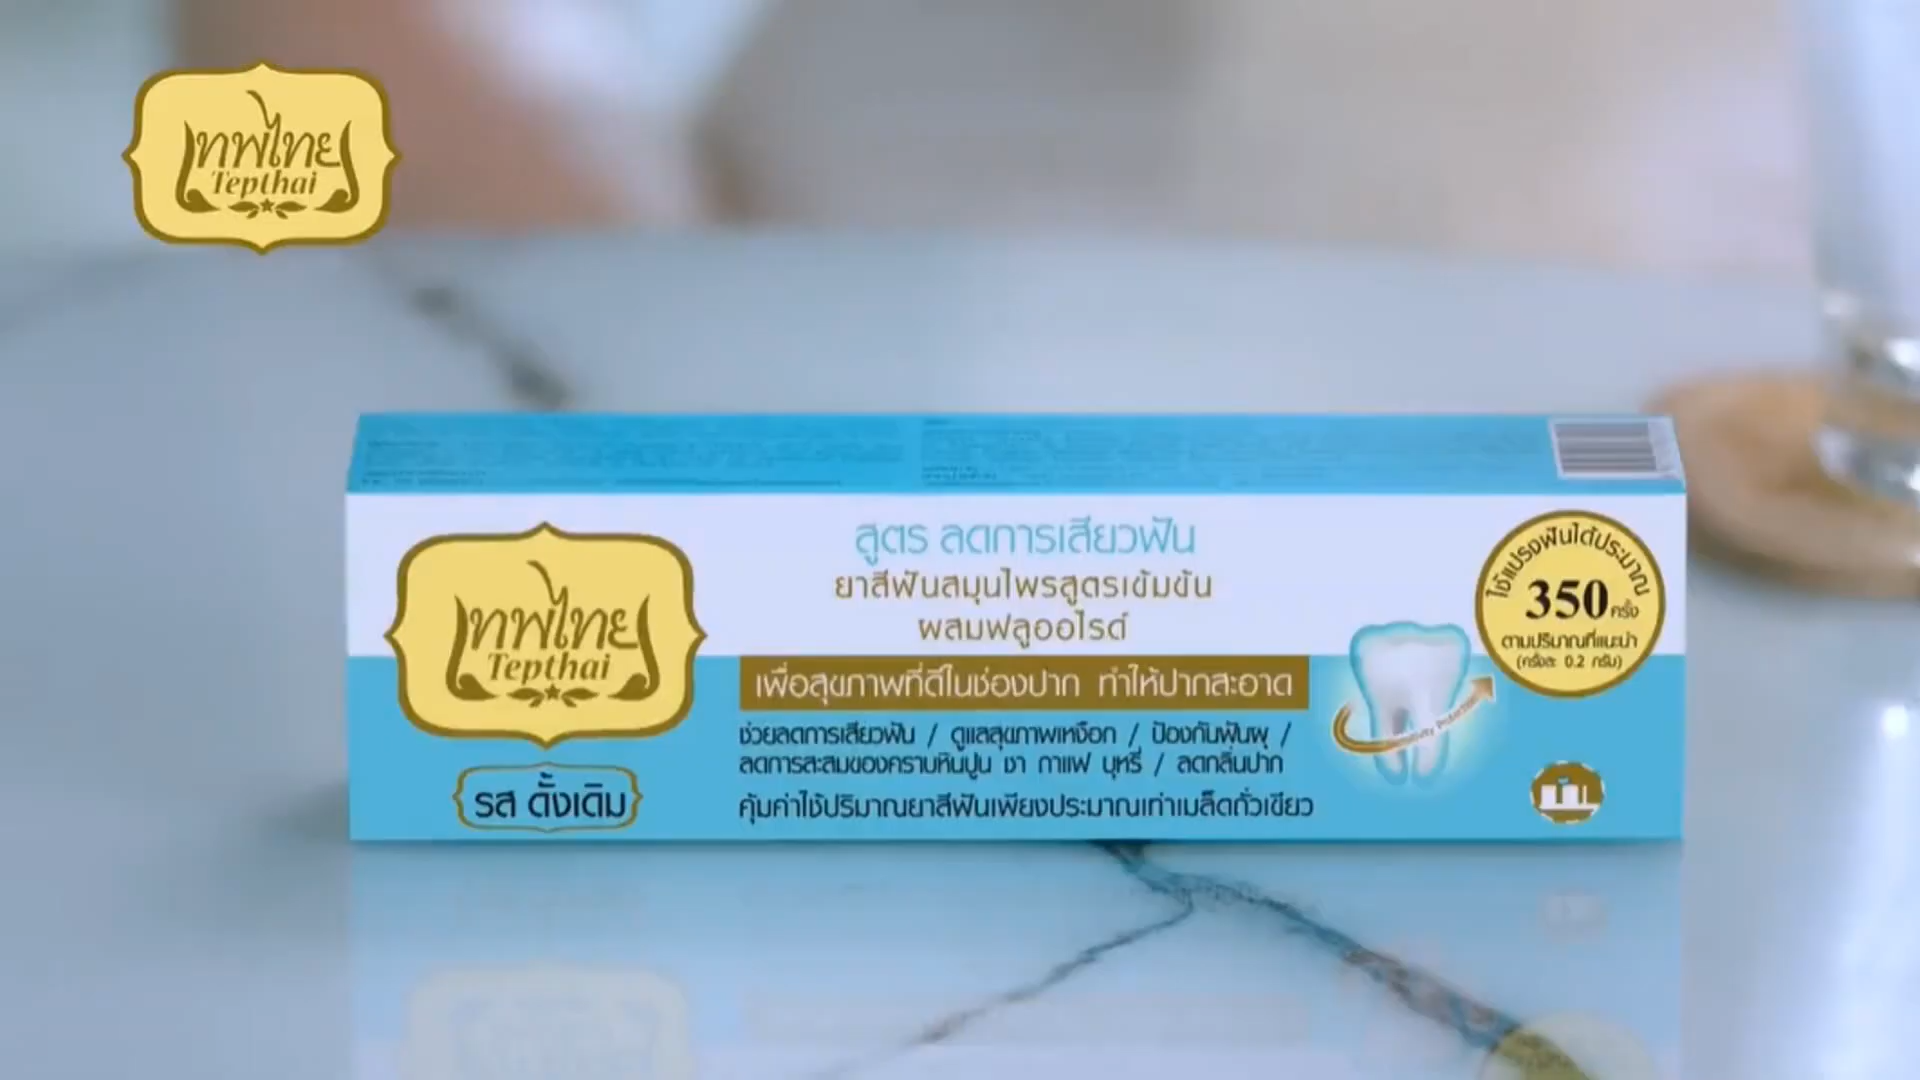 เทพไทย
Tepthai
เทพไทย
Tepthai
รส ดั้งเดิม
สูตร ลดการเสียวฟัน
ยาสีฟันสมุนไพรสูตรเข้มข้น
ผสมฟลูออไรด์
เพื่อสุขภาพที่ดีในช่องปาก ทำให้ปากสะอาด
ช่วยลดการเสียวฟัน / ดูแลสุขภาพเหงือก / ป้องกันฟันผุ /
ลดการสะสมของคราบหินปูน ชา กาแฟ บุหรี่ / ลดกลิ่นปาก
คุ้มค่าใช้ปริมาณยาสีฟันเพียงประมาณเท่าเมล็ดถั่วเขียว
ใช้แปรงฟันได้ประมาณ
350 ครั้ง
ตามปริมาณที่แนะนำ
(ครั้งละ 0.2 กรัม)